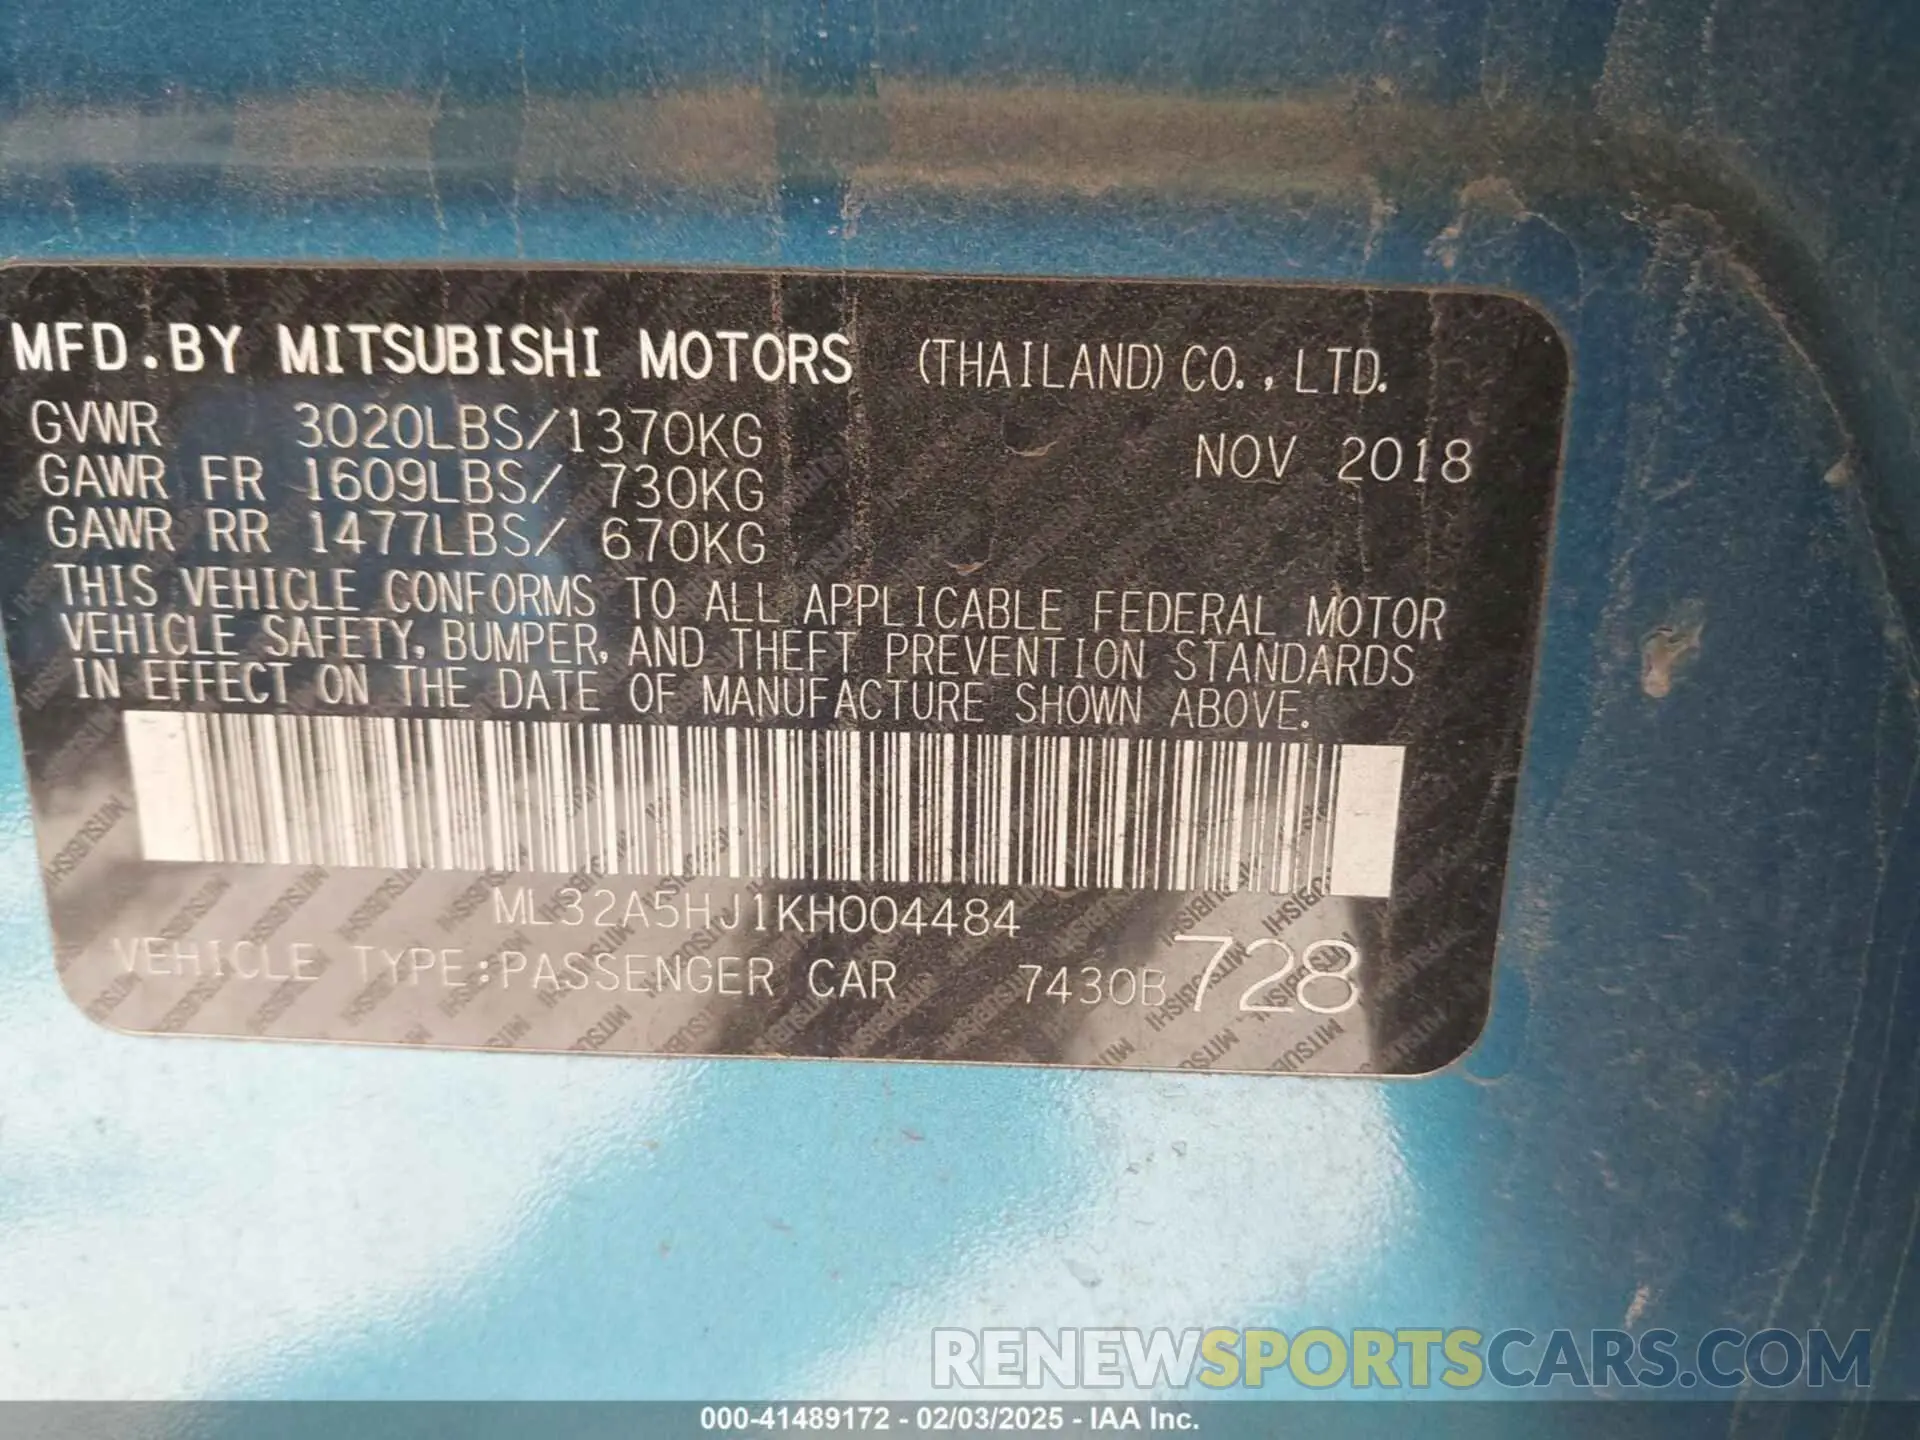 MFD.BY MITSUBISHI MOTORS (THAILAND) CO., LTD.
GVWR 3020LBS/1370KG
NOV 2018
GAWR FR 1609LBS/ 730KG
GAWR RR 1477LBS/ 670KG
THIS VEHICLE CONFORMS TO ALL APPLICABLE FEDERAL MOTOR
VEHICLE SAFETY, BUMPER, AND THEFT PREVENTION STANDARDS
IN EFFECT ON THE DATE OF MANUFACTURE SHOWN ABOVE.
ML32A5HJ1KH004484
VEHICLE TYPE:PASSENGER CAR 7430B 728
RENEWSPORTSCARS.COM
000-41489172 - 02/03/2025 - IAA Inc.